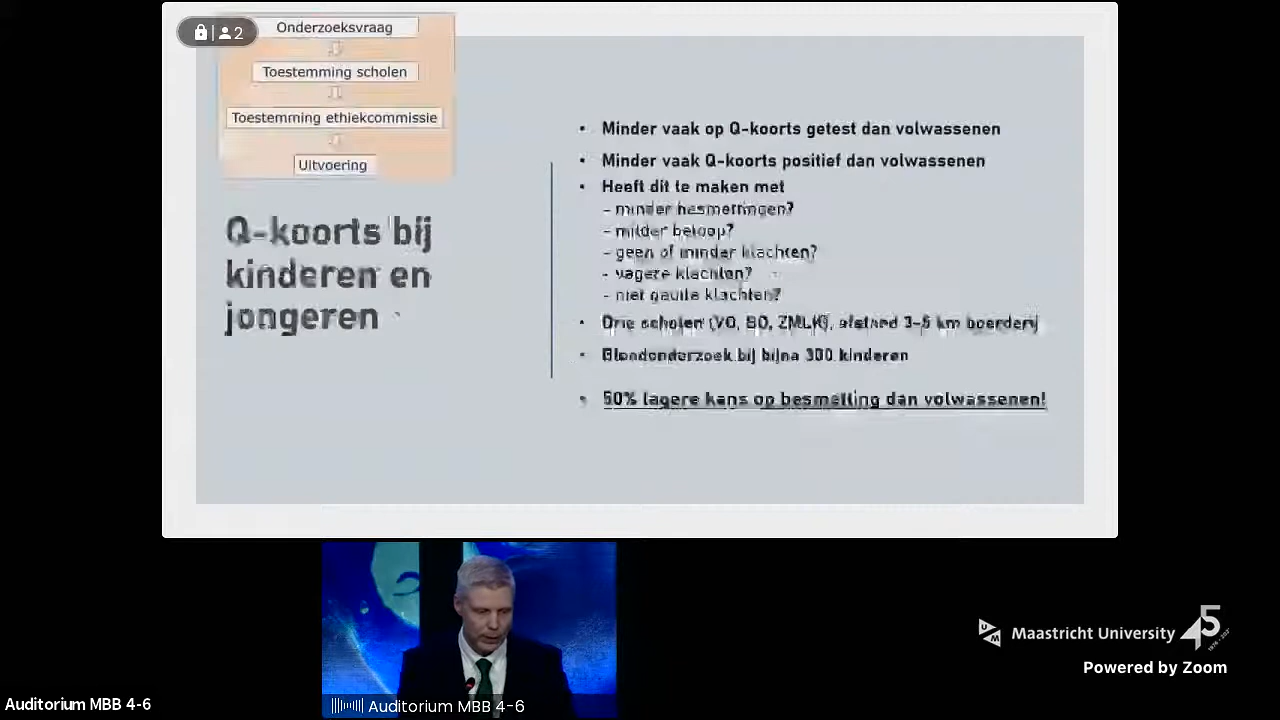 2
Onderzoeksvraag
Toestemming scholen
Toestemming ethiekcommissie
Uitvoering
Q-koorts bij
kinderen en
jongeren
• Minder vaak op Q-koorts getest dan volwassenen
• Minder vaak Q-koorts positief dan volwassenen
• Heeft dit te maken met
- minder besmettingen?
- milder beloop?
- geen of minder klachten?
- vagere klachten?
- niet geuite klachten?
• Drie scholen (VO, BO, ZMLK), afstand 3-5 km boerderij
• Bloedonderzoek bij bijna 300 kinderen
• 50% lagere kans op besmetting dan volwassenen!
Maastricht University 45
Powered by Zoom
Auditorium MBB 4-6
Auditorium MBB 4-6